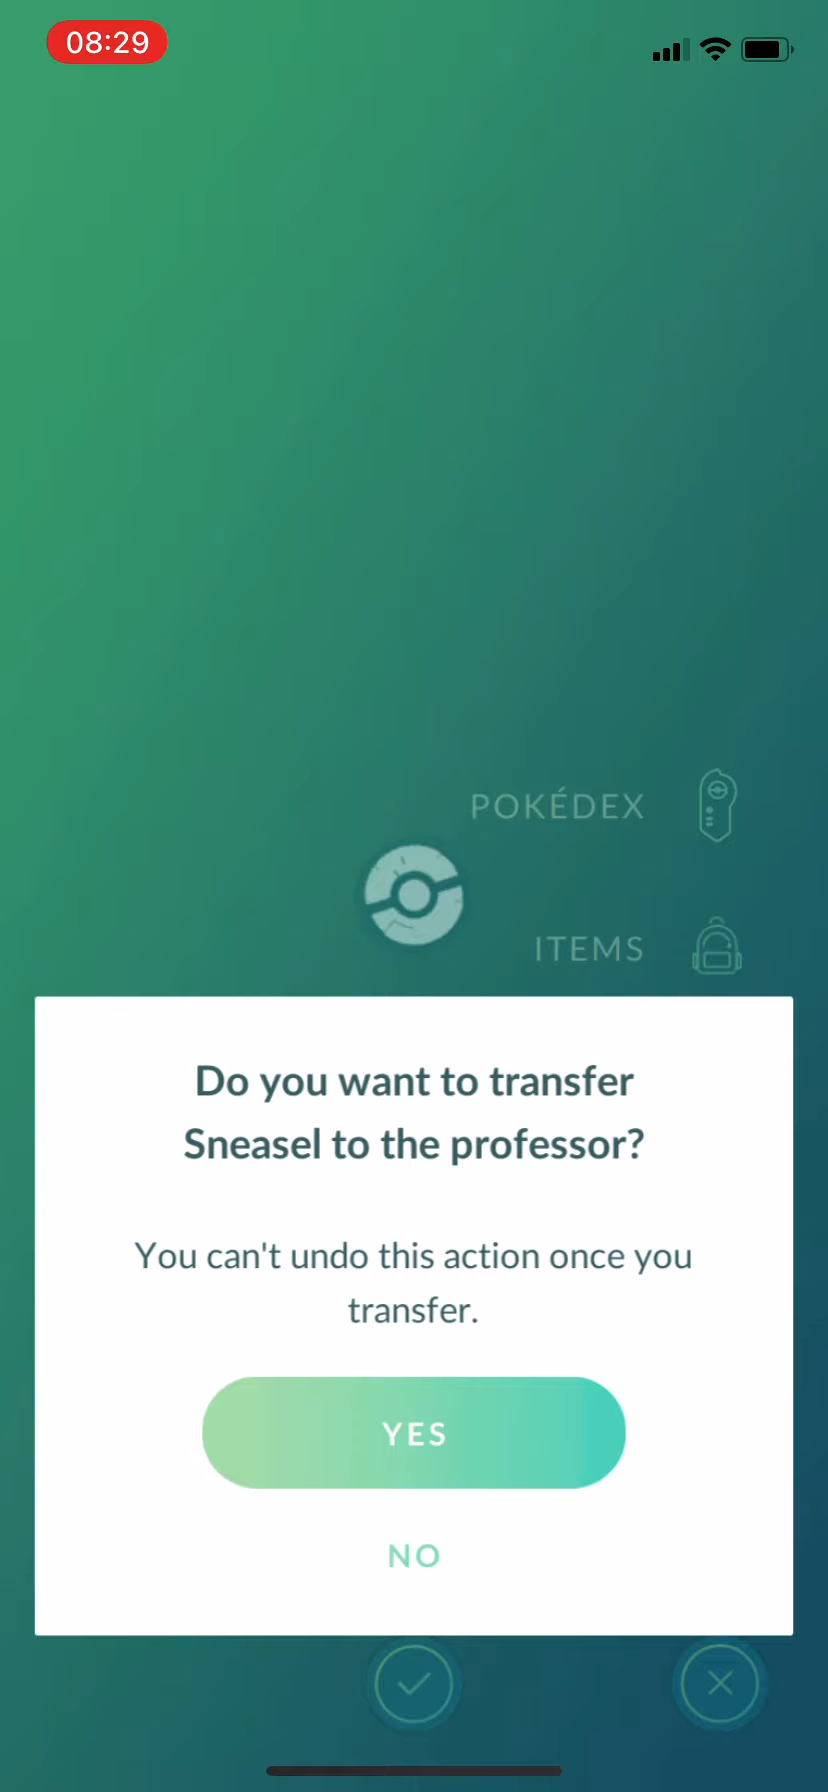 08:29
POKÉDEX
ITEMS
Do you want to transfer
Sneasel to the professor?
You can't undo this action once you
transfer.
YES
NO